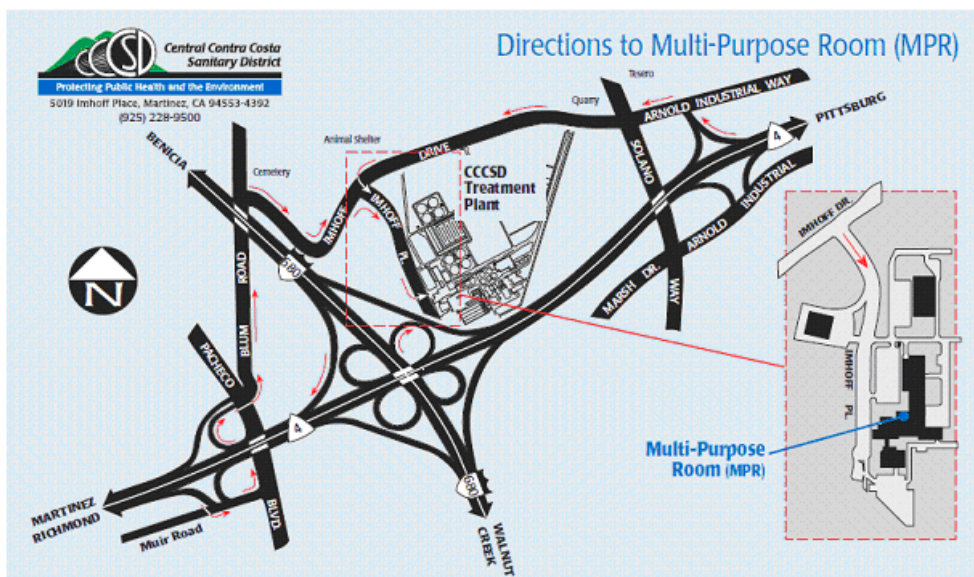 CCCSD
Central Contra Costa
Sanitary District
Protecting Public Health and the Environment
5019 Imhoff Place, Martinez, CA 94553-4392
(925) 228-9500
Directions to Multi-Purpose Room (MPR)
Tesero
Quarry
ARNOLD INDUSTRIAL WAY
PITTSBURG
4
BENICIA
Animal Shelter
DRIVE
SOLANO
Cemetery
CCCSD
Treatment
Plant
IMHOFF
IMHOFF
PL.
ARNOLD INDUSTRIAL
MARSH DR.
WAY
IMHOFF DR.
N
680
ROAD
BLUM
PACHECO
IMHOFF PL.
4
Multi-Purpose
Room (MPR)
680
MARTINEZ
RICHMOND
Muir Road
BLVD.
WALNUT
CREEK